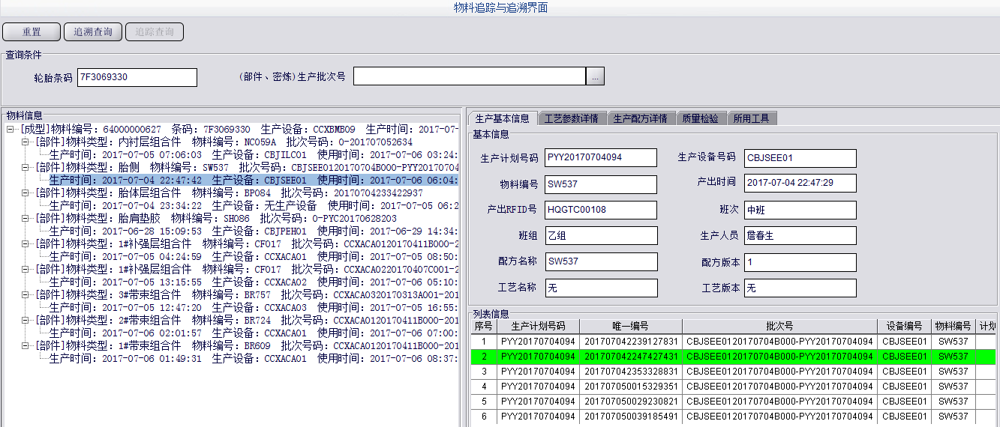 物料追踪与追溯界面
重置 追溯查询 追踪查询
查询条件
轮胎条码 7F3069330 (部件、密炼)生产批次号 ...
物料信息
[成型]物料编号：64000000627 条码：7F3069330 生产设备：CCXBMB09 生产时间：2017-07-
[部件]物料类型：内衬层组合件 物料编号：NC059A 批次号码：0-201707052634
生产时间：2017-07-05 07:06:03 生产设备：CBJILC01 使用时间：2017-07-06 03:24:
[部件]物料类型：胎侧 物料编号：SW537 批次号码：CBJSEE0120170704B000-PYY20170704
生产时间：2017-07-04 22:47:42 生产设备：CBJSEE01 使用时间：2017-07-06 06:04:
[部件]物料类型：胎体层组合件 物料编号：BP084 批次号码：20170704233422937
生产时间：2017-07-04 23:34:22 生产设备：无生产设备 使用时间：2017-07-05 06:2
[部件]物料类型：胎肩垫胶 物料编号：SH086 批次号码：0-PYC20170628203
生产时间：2017-06-28 15:09:53 生产设备：CBJPEH01 使用时间：2017-06-29 14:34:
[部件]物料类型：1#补强层组合件 物料编号：CF017 批次号码：CCXACA0120170411B000-2
生产时间：2017-07-05 04:24:59 生产设备：CCXACA01 使用时间：2017-07-05 08:50:
[部件]物料类型：1#补强层组合件 物料编号：CF017 批次号码：CCXACA0220170407C001-2
生产时间：2017-07-05 13:15:55 生产设备：CCXACA02 使用时间：2017-07-06 05:10:
[部件]物料类型：3#带束组合件 物料编号：BR757 批次号码：CCXACA0320170313A001-201
生产时间：2017-07-05 12:47:20 生产设备：CCXACA03 使用时间：2017-07-05 16:55:
[部件]物料类型：2#带束组合件 物料编号：BR724 批次号码：CCXACA0120170411B000-201
生产时间：2017-07-06 02:01:57 生产设备：CCXACA01 使用时间：2017-07-06 07:00:
[部件]物料类型：1#带束组合件 物料编号：BR609 批次号码：CCXACA0120170411B000-201
生产时间：2017-07-06 01:49:31 生产设备：CCXACA01 使用时间：2017-07-06 08:37:
生产基本信息 工艺参数详情 生产配方详情 质量检验 所用工具
基本信息
生产计划号码 PYY20170704094 生产设备号码 CBJSEE01
物料编号 SW537 产出时间 2017-07-04 22:47:29
产出RFID号 HQGTC00108 班次 中班
班组 乙组 生产人员 詹春生
配方名称 SW537 配方版本 1
工艺名称 无 工艺版本 无
列表信息
序号 生产计划号码 唯一编号 批次号 设备编号 物料编号 计划
1 PYY20170704094 201707042239127831 CBJSEE0120170704B000-PYY20170704094 CBJSEE01 SW537
2 PYY20170704094 201707042247427431 CBJSEE0120170704B000-PYY20170704094 CBJSEE01 SW537
3 PYY20170704094 201707042353328831 CBJSEE0120170704B000-PYY20170704094 CBJSEE01 SW537
4 PYY20170704094 201707050015329351 CBJSEE0120170704B000-PYY20170704094 CBJSEE01 SW537
5 PYY20170704094 201707050029230821 CBJSEE0120170704B000-PYY20170704094 CBJSEE01 SW537
6 PYY20170704094 201707050039185491 CBJSEE0120170704B000-PYY20170704094 CBJSEE01 SW537